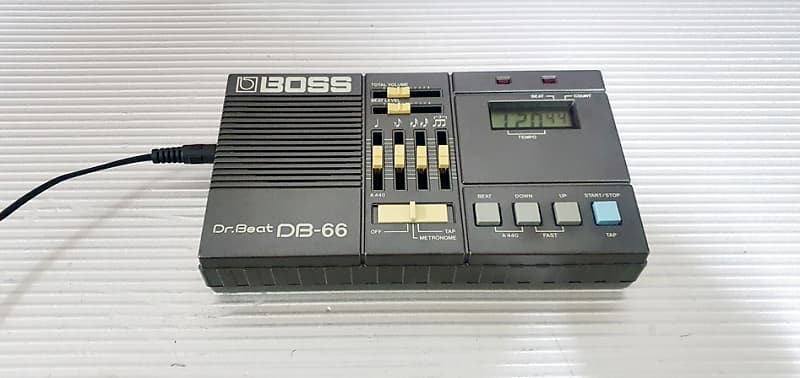 BOSS
TOTAL VOLUME
BEAT LEVEL
A 440
OFF
TAP
METRONOME
Dr.Beat DB-66
BEAT
COUNT
120 44
TEMPO
BEAT
DOWN
UP
START/STOP
A 440
FAST
TAP